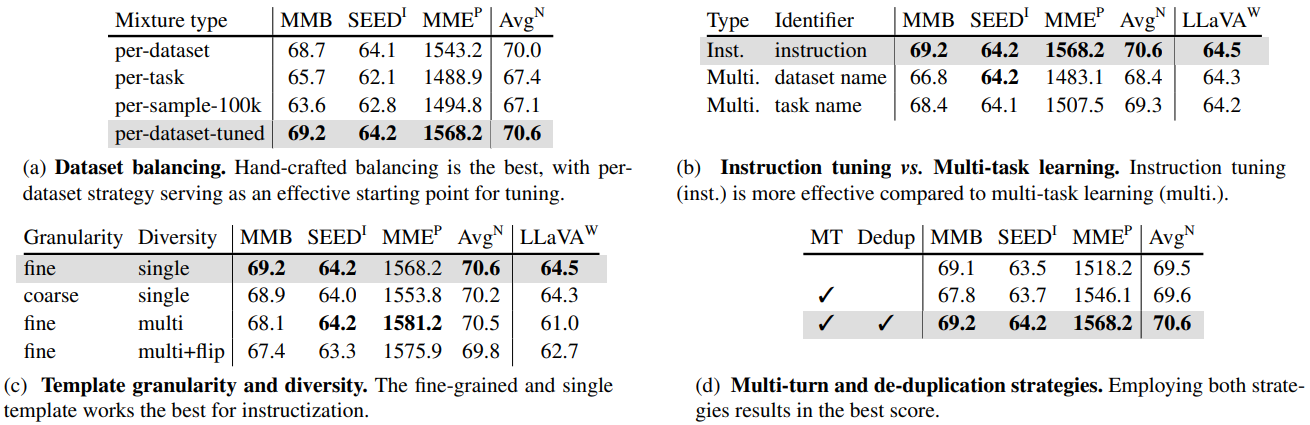 Mixture type MMB SEED^I MME^P Avg^N
per-dataset 68.7 64.1 1543.2 70.0
per-task 65.7 62.1 1488.9 67.4
per-sample-100k 63.6 62.8 1494.8 67.1
per-dataset-tuned 69.2 64.2 1568.2 70.6
(a) Dataset balancing. Hand-crafted balancing is the best, with per-
dataset strategy serving as an effective starting point for tuning.
Type Identifier MMB SEED^I MME^P Avg^N LLaVA^W
Inst. instruction 69.2 64.2 1568.2 70.6 64.5
Multi. dataset name 66.8 64.2 1483.1 68.4 64.3
Multi. task name 68.4 64.1 1507.5 69.3 64.2
(b) Instruction tuning vs. Multi-task learning. Instruction tuning
(inst.) is more effective compared to multi-task learning (multi.).
Granularity Diversity MMB SEED^I MME^P Avg^N LLaVA^W
fine single 69.2 64.2 1568.2 70.6 64.5
coarse single 68.9 64.0 1553.8 70.2 64.3
fine multi 68.1 64.2 1581.2 70.5 61.0
fine multi+flip 67.4 63.3 1575.9 69.8 62.7
(c) Template granularity and diversity. The fine-grained and single
template works the best for instructization.
MT Dedup MMB SEED^I MME^P Avg^N
69.1 63.5 1518.2 69.5
✓ 67.8 63.7 1546.1 69.6
✓ ✓ 69.2 64.2 1568.2 70.6
(d) Multi-turn and de-duplication strategies. Employing both strate-
gies results in the best score.